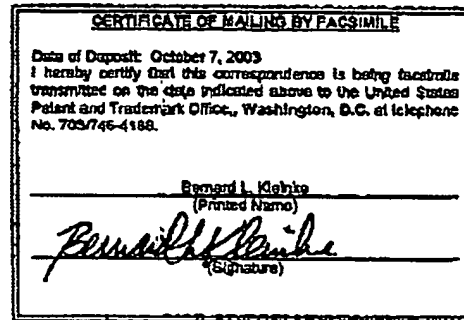 CERTIFICATE OF MAILING BY FACSIMILE
Date of Deposit: October 7, 2003
I hereby certify that this correspondence is being facsimile
transmitted on the date indicated above to the United States
Patent and Trademark Office,, Washington, D.C. at telephone
No. 703/746-4188.
Bernard L. Kleinke
(Printed Name)
Bernard L Kleinke
(Signature)